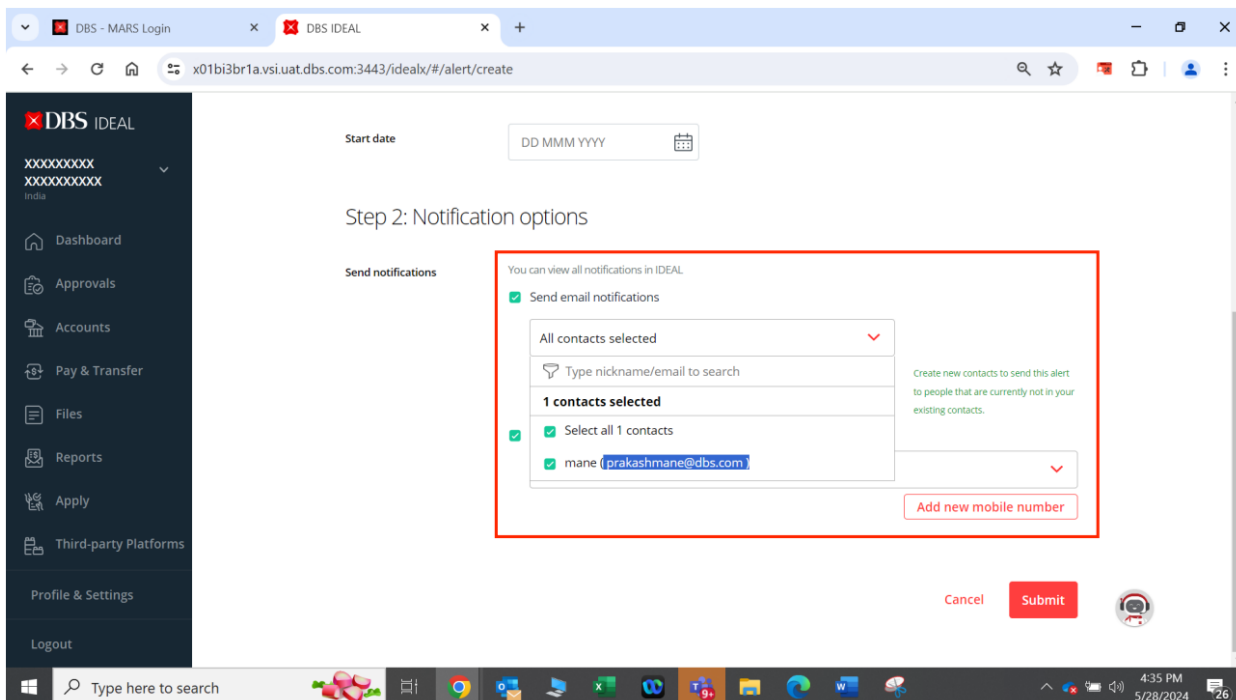 DBS - MARS Login
DBS IDEAL
x01bi3br1a.vsi.uat.dbs.com:3443/idealx/#/alert/create
DBS IDEAL
XXXXXXXXX
XXXXXXXXXX
India
Dashboard
Approvals
Accounts
Pay & Transfer
Files
Reports
Apply
Third-party Platforms
Profile & Settings
Logout
Start date
DD MMM YYYY
Step 2: Notification options
Send notifications
You can view all notifications in IDEAL
Send email notifications
All contacts selected
Type nickname/email to search
1 contacts selected
Select all 1 contacts
mane ( prakashmane@dbs.com )
Create new contacts to send this alert
to people that are currently not in your
existing contacts.
Add new mobile number
Cancel
Submit
Type here to search
9+
4:35 PM
5/28/2024
26